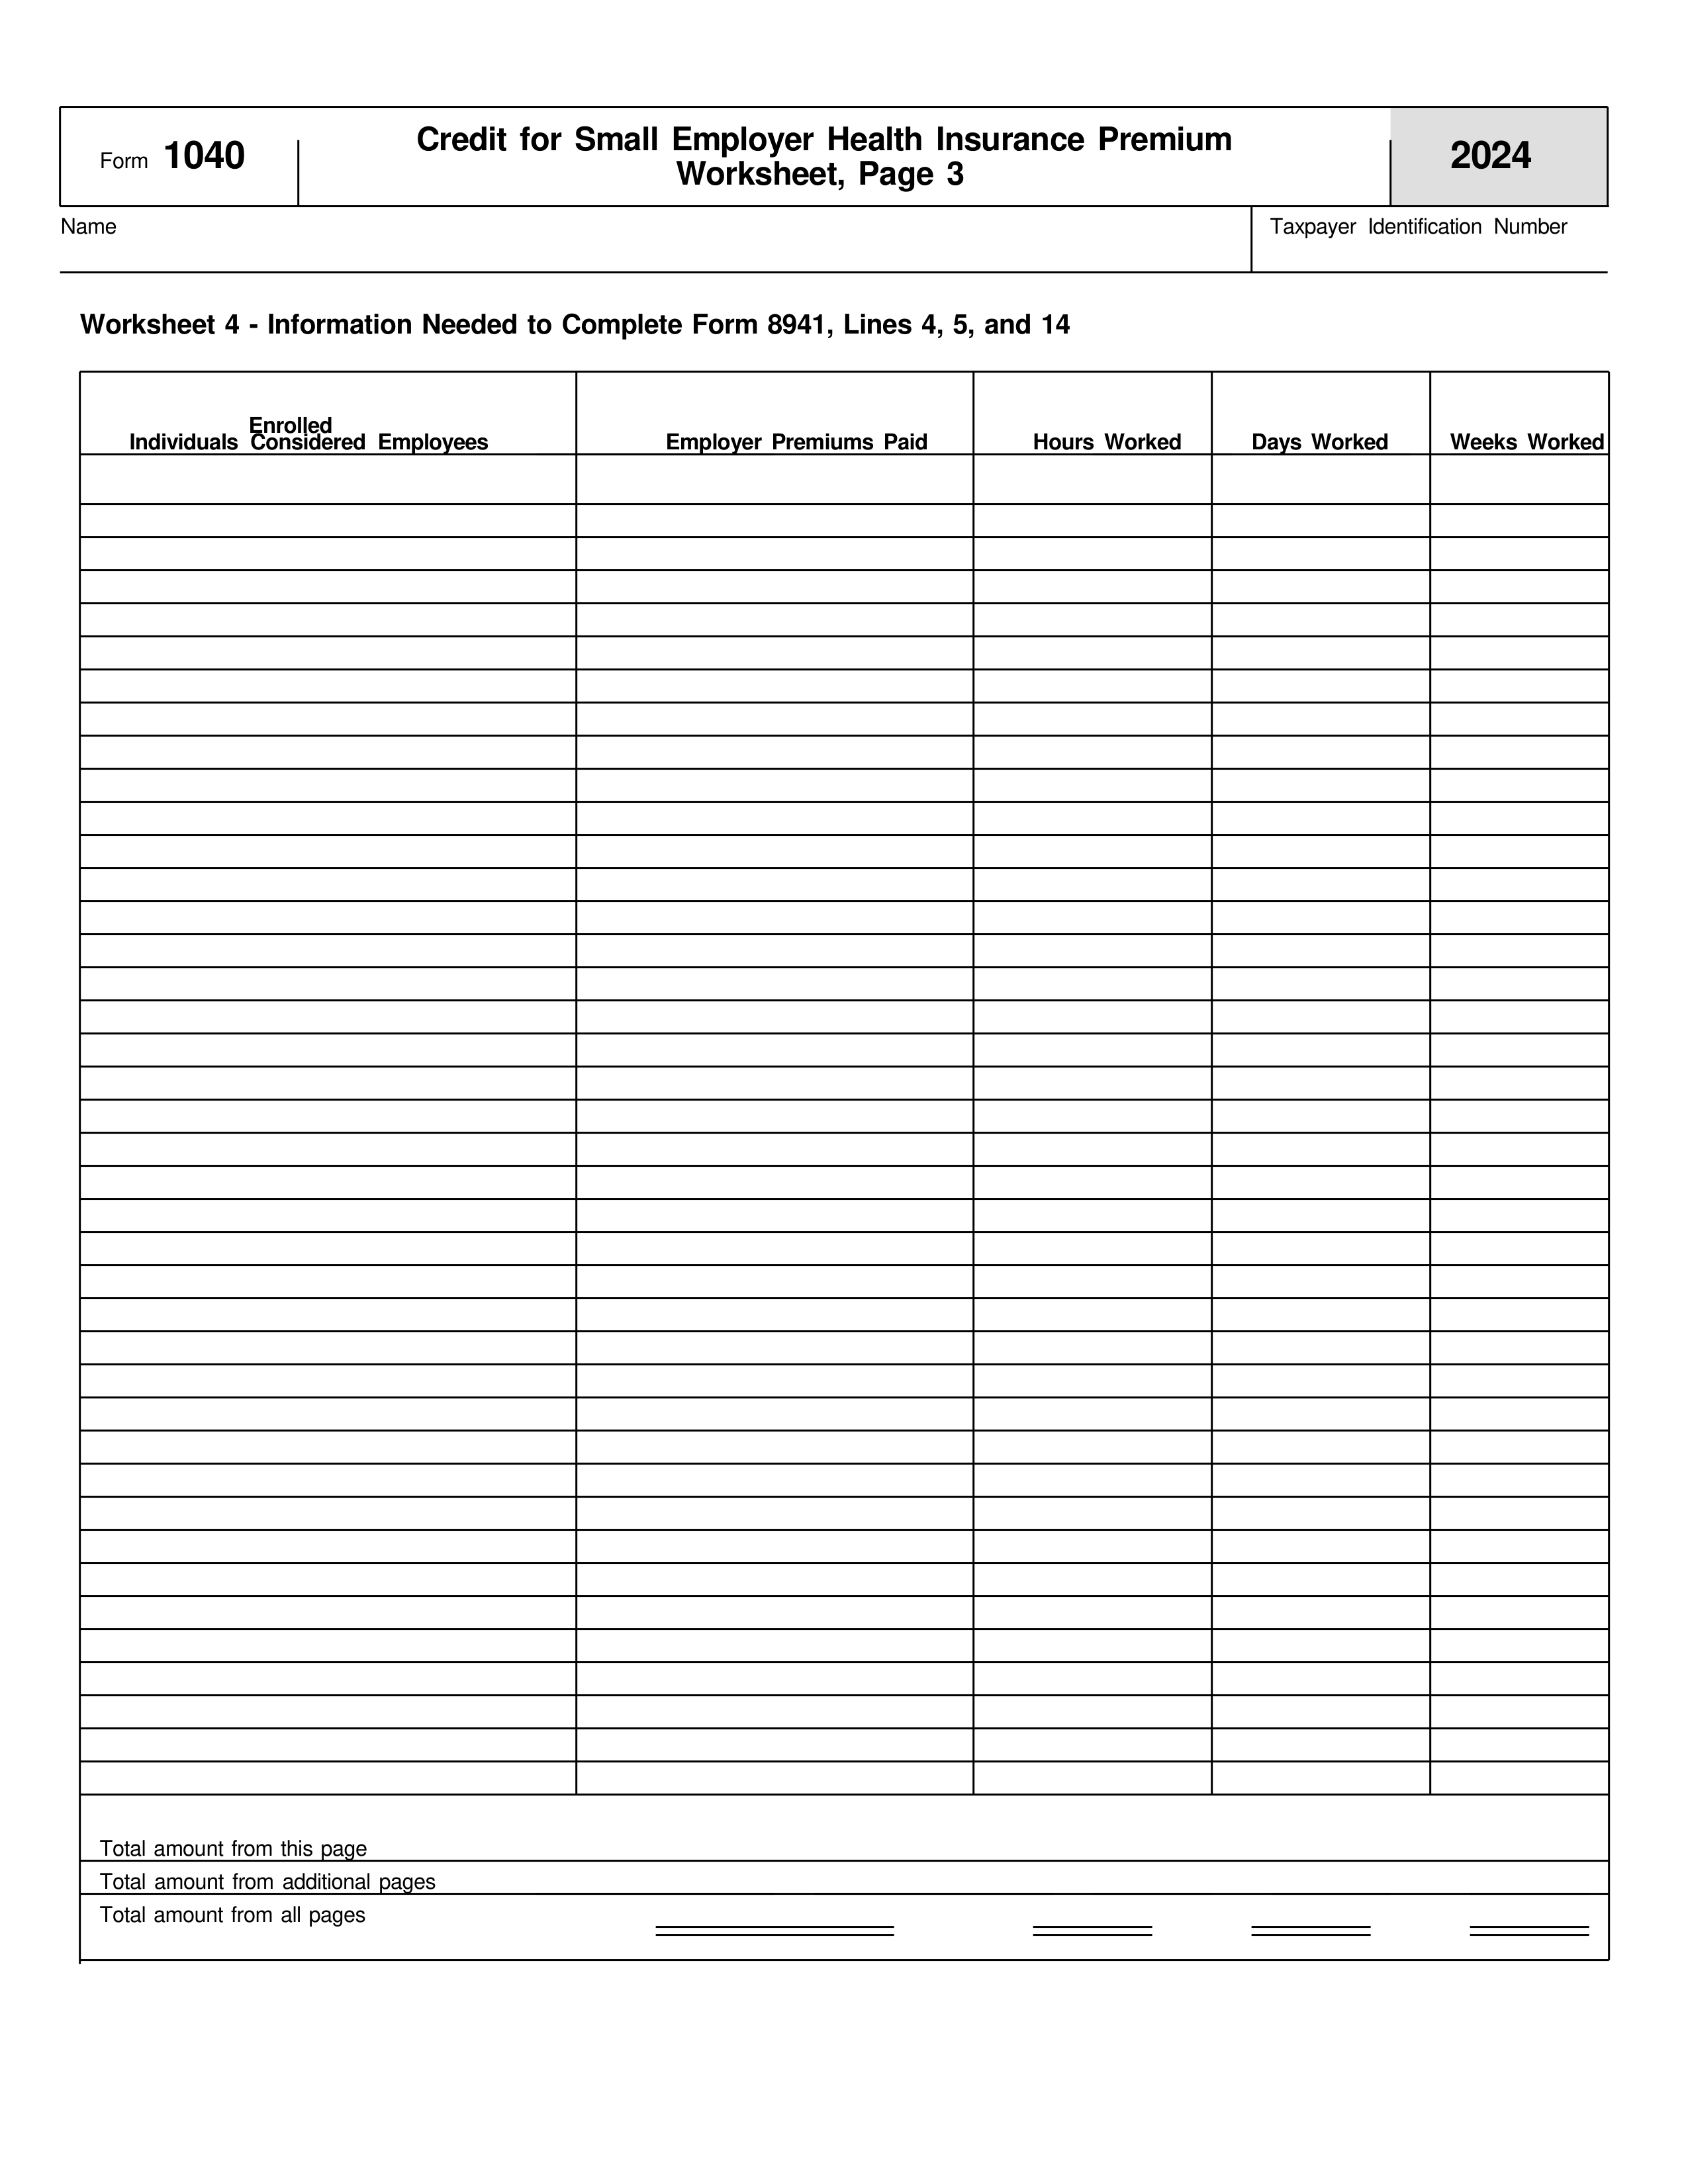 Form 1040
Credit for Small Employer Health Insurance Premium
Worksheet, Page 3
2024
Name
Taxpayer Identification Number
Worksheet 4 - Information Needed to Complete Form 8941, Lines 4, 5, and 14
Enrolled
Individuals Considered Employees
Employer Premiums Paid
Hours Worked
Days Worked
Weeks Worked
Total amount from this page
Total amount from additional pages
Total amount from all pages